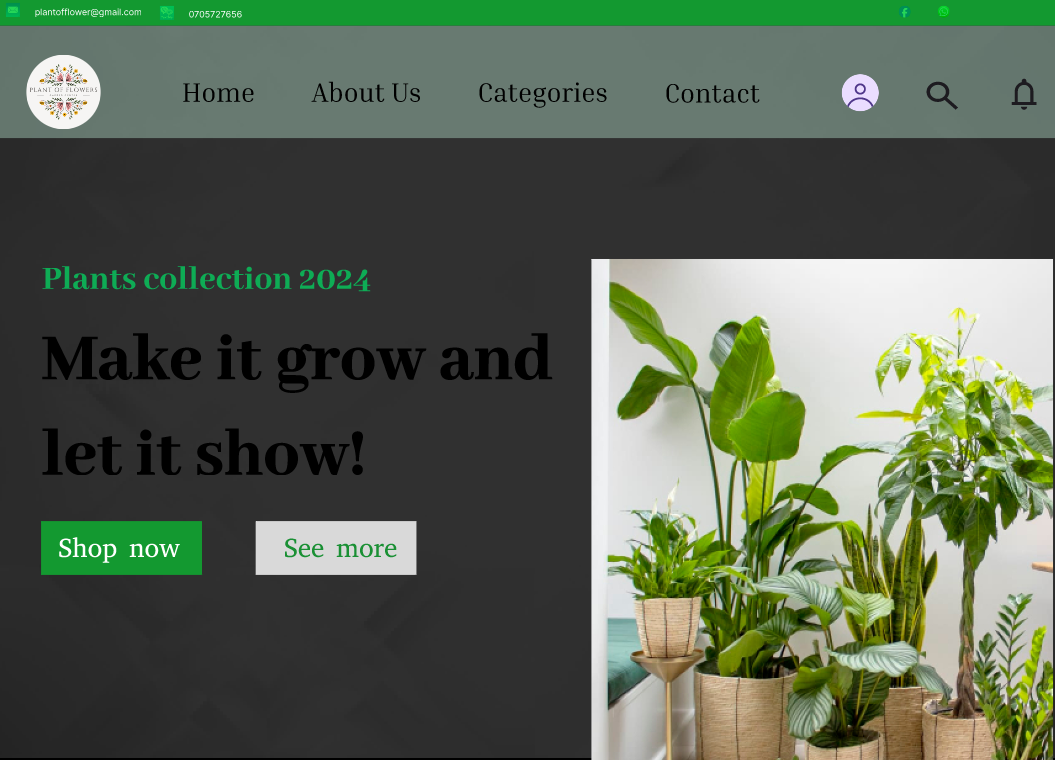 plantofflower@gmail.com
0705727656
PLANT OF FLOWERS
Home
About Us
Categories
Contact
Plants collection 2024
Make it grow and
let it show!
Shop now
See more